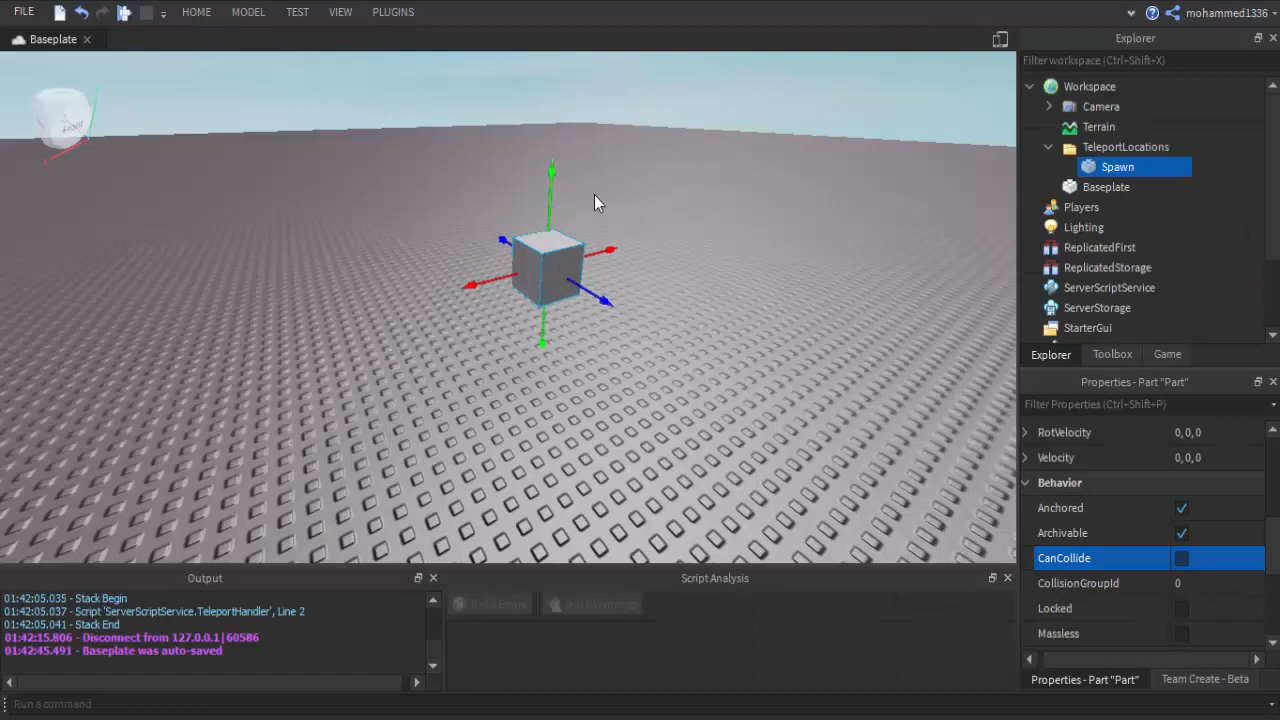 FILE HOME MODEL TEST VIEW PLUGINS mohammed1336
Baseplate
Front
Explorer
Filter workspace (Ctrl+Shift+X)
Workspace
Camera
Terrain
TeleportLocations
Spawn
Baseplate
Players
Lighting
ReplicatedFirst
ReplicatedStorage
ServerScriptService
ServerStorage
StarterGui
Explorer Toolbox Game
Properties - Part "Part"
Filter Properties (Ctrl+Shift+P)
RotVelocity 0, 0, 0
Velocity 0, 0, 0
Behavior
Anchored
Archivable
CanCollide
CollisionGroupId 0
Locked
Massless
Properties - Part "Part" Team Create - Beta
Output
01:42:05.035 - Stack Begin
01:42:05.037 - Script 'ServerScriptService.TeleportHandler', Line 2
01:42:05.041 - Stack End
01:42:15.806 - Disconnect from 127.0.0.1|60586
01:42:45.491 - Baseplate was auto-saved
Script Analysis
Run a command